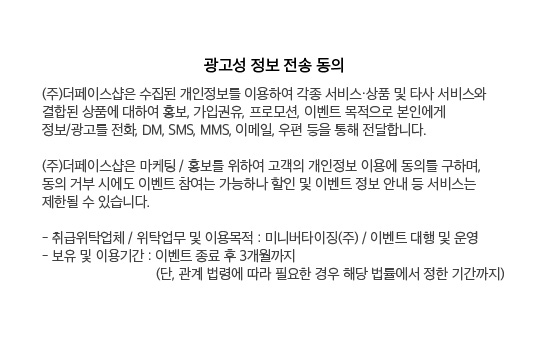 광고성 정보 전송 동의
(주)더페이스샵은 수집된 개인정보를 이용하여 각종 서비스·상품 및 타사 서비스와
결합된 상품에 대하여 홍보, 가입권유, 프로모션, 이벤트 목적으로 본인에게
정보/광고를 전화, DM, SMS, MMS, 이메일, 우편 등을 통해 전달합니다.
(주)더페이스샵은 마케팅 / 홍보를 위하여 고객의 개인정보 이용에 동의를 구하며,
동의 거부 시에도 이벤트 참여는 가능하나 할인 및 이벤트 정보 안내 등 서비스는
제한될 수 있습니다.
- 취급위탁업체 / 위탁업무 및 이용목적 : 미니버타이징(주) / 이벤트 대행 및 운영
- 보유 및 이용기간 : 이벤트 종료 후 3개월까지
(단, 관계 법령에 따라 필요한 경우 해당 법률에서 정한 기간까지)